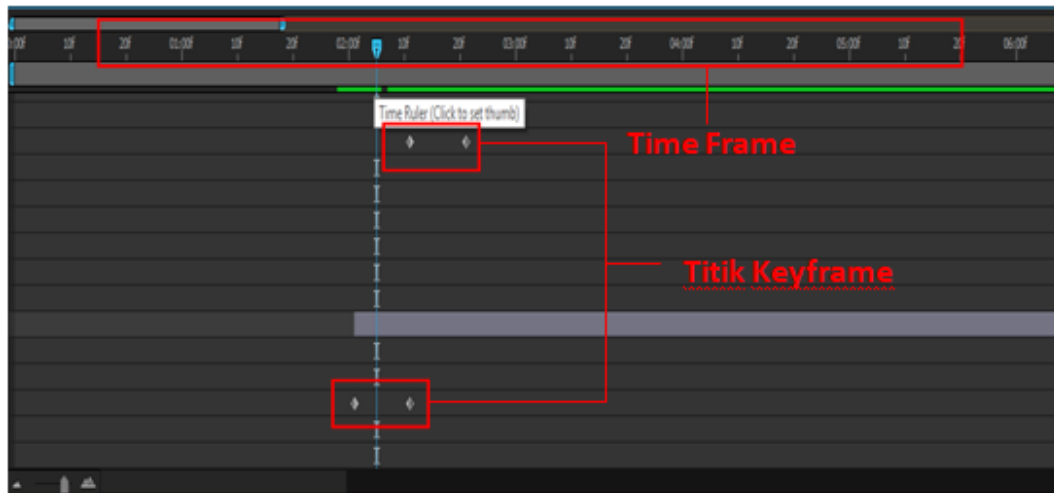 :00f 10f 20f 01:00f 10f 20f 02:00f 10f 20f 03:00f 10f 20f 04:00f 10f 20f 05:00f 10f 20f 06:00f
Time Ruler (Click to set thumb)
Time Frame
Titik Keyframe